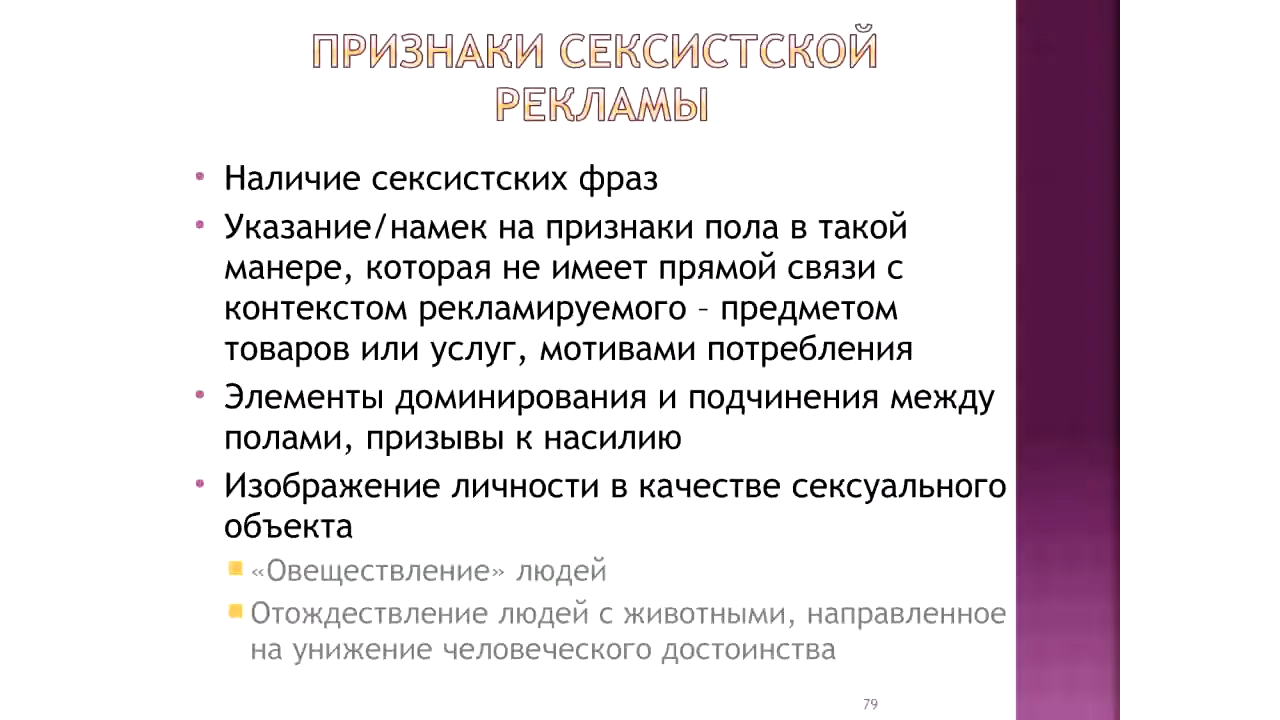 ПРИЗНАКИ СЕКСИСТСКОЙ
РЕКЛАМЫ
• Наличие сексистских фраз
• Указание/намек на признаки пола в такой
манере, которая не имеет прямой связи с
контекстом рекламируемого – предметом
товаров или услуг, мотивами потребления
• Элементы доминирования и подчинения между
полами, призывы к насилию
• Изображение личности в качестве сексуального
объекта
«Овеществление» людей
Отождествление людей с животными, направленное
на унижение человеческого достоинства
79